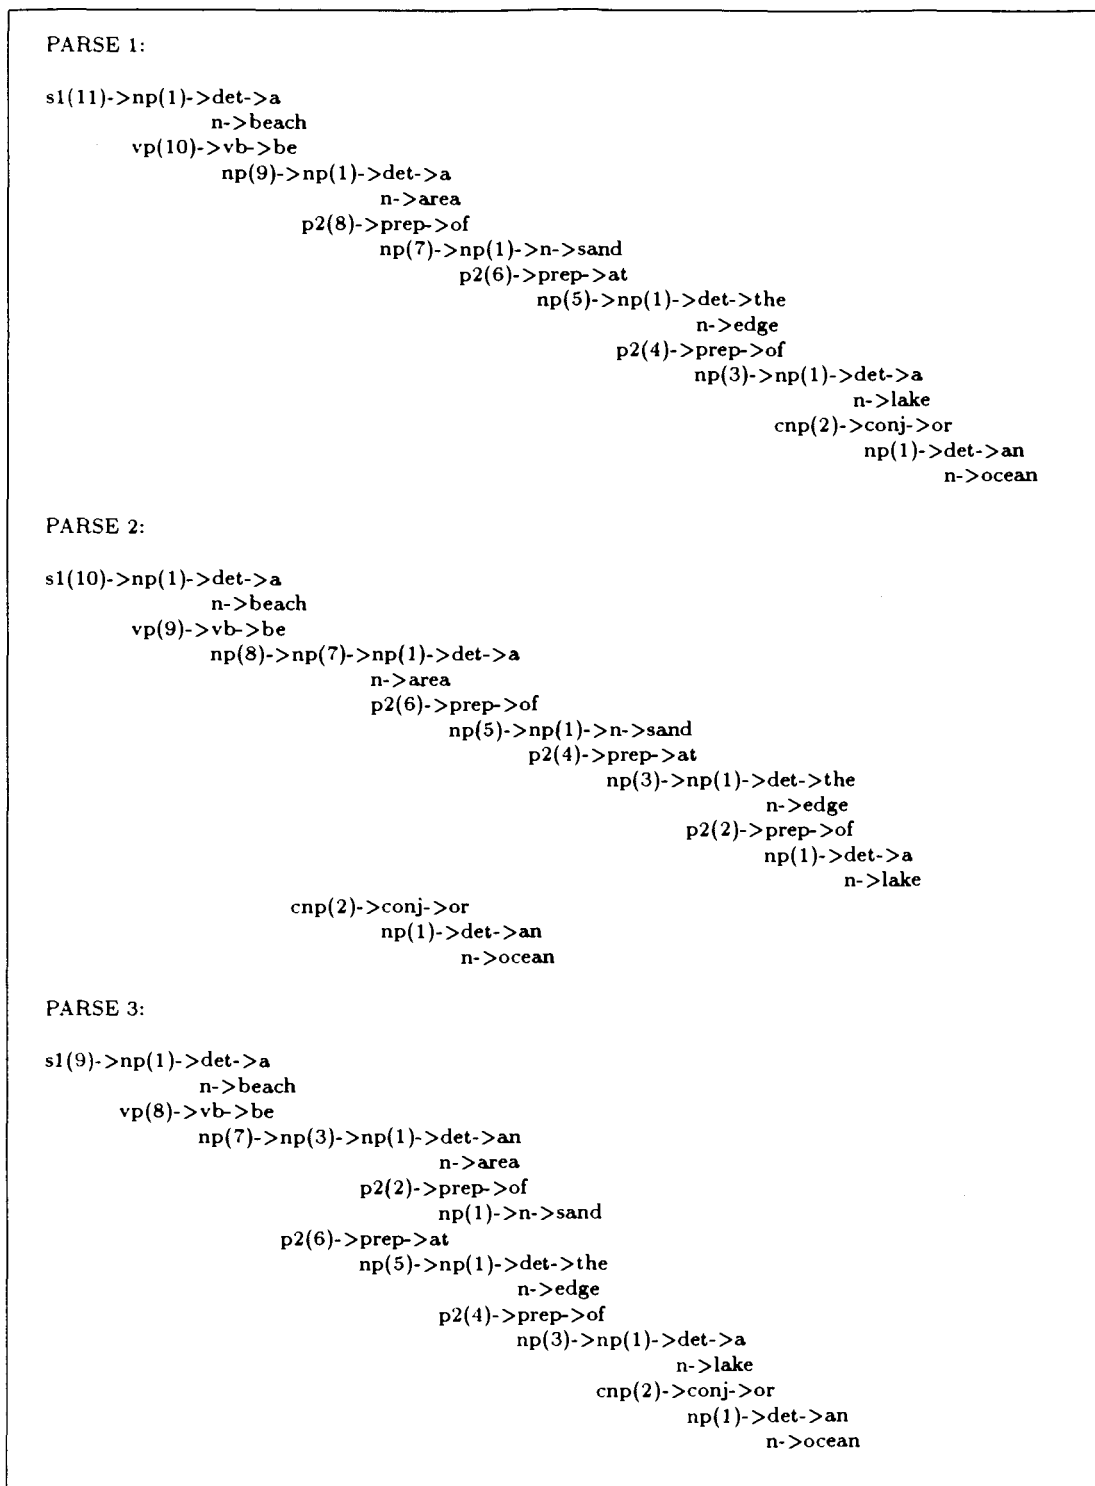 PARSE 1:
s1(11)->np(1)->det->a
n->beach
vp(10)->vb->be
np(9)->np(1)->det->a
n->area
p2(8)->prep->of
np(7)->np(1)->n->sand
p2(6)->prep->at
np(5)->np(1)->det->the
n->edge
p2(4)->prep->of
np(3)->np(1)->det->a
n->lake
cnp(2)->conj->or
np(1)->det->an
n->ocean
PARSE 2:
s1(10)->np(1)->det->a
n->beach
vp(9)->vb->be
np(8)->np(7)->np(1)->det->a
n->area
p2(6)->prep->of
np(5)->np(1)->n->sand
p2(4)->prep->at
np(3)->np(1)->det->the
n->edge
p2(2)->prep->of
np(1)->det->a
n->lake
cnp(2)->conj->or
np(1)->det->an
n->ocean
PARSE 3:
s1(9)->np(1)->det->a
n->beach
vp(8)->vb->be
np(7)->np(3)->np(1)->det->an
n->area
p2(2)->prep->of
np(1)->n->sand
p2(6)->prep->at
np(5)->np(1)->det->the
n->edge
p2(4)->prep->of
np(3)->np(1)->det->a
n->lake
cnp(2)->conj->or
np(1)->det->an
n->ocean